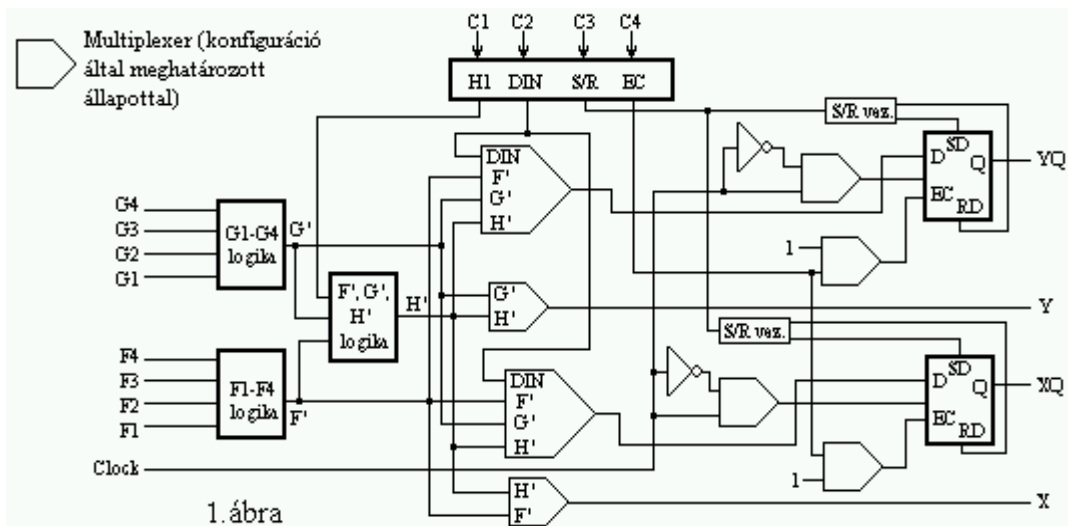 C1 C2 C3 C4
Multiplexer (konfiguráció
által meghatározott
állapottal)
H1 DIN S/R EC
S/R vez.
DIN
F'
G'
H'
D SD Q
EC
RD
YQ
G4
G3
G2
G1
G1-G4
logika
G'
1
F', G',
H'
logika
H'
G'
H'
Y
S/R vez.
F4
F3
F2
F1
F1-F4
logika
F'
DIN
F'
G'
H'
D SD Q
EC
RD
XQ
Clock
1
H'
F'
X
1.ábra